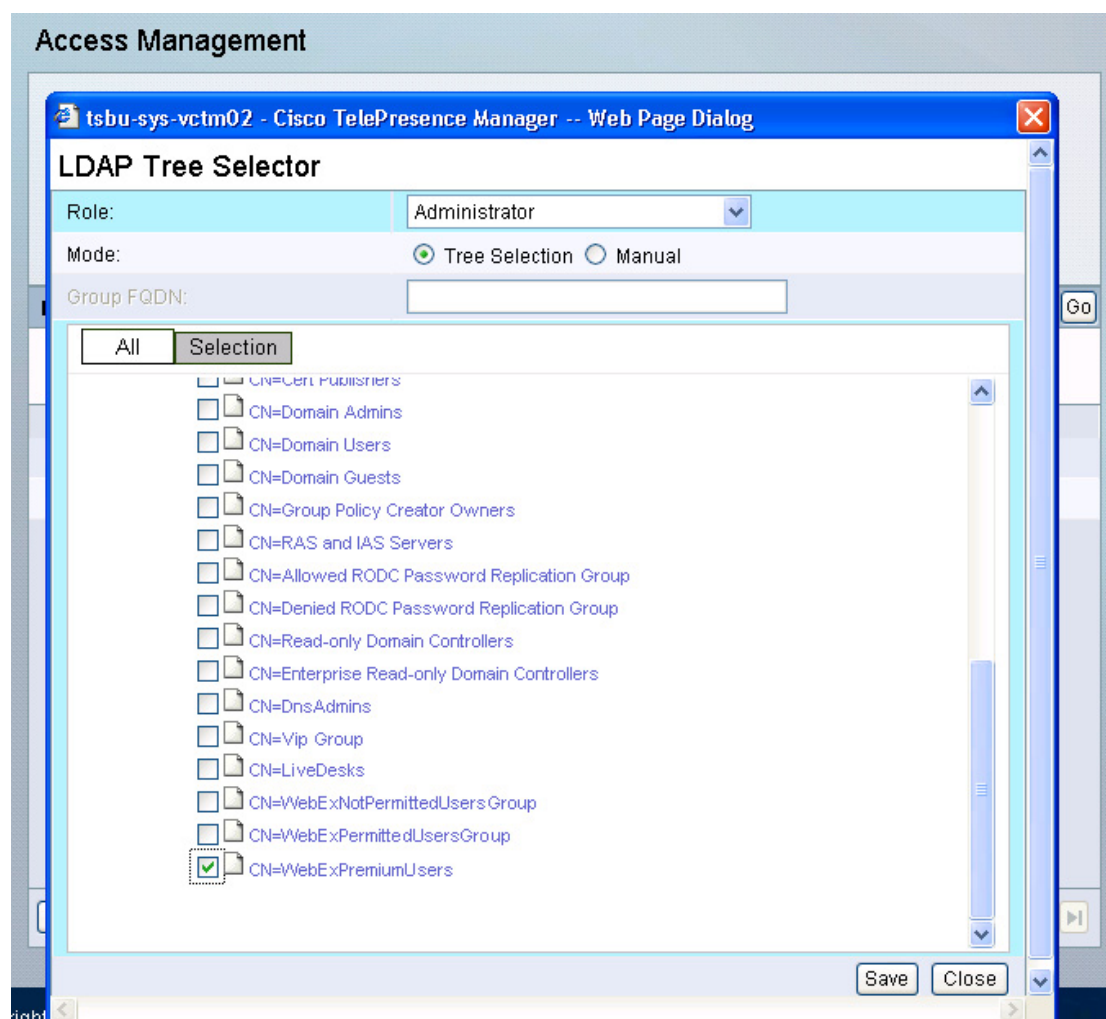 Access Management
tsbu-sys-vctm02 - Cisco TelePresence Manager -- Web Page Dialog
LDAP Tree Selector
Role: Administrator
Mode: Tree Selection Manual
Group FQDN:
Go
All Selection
CN=Cert Publishers
CN=Domain Admins
CN=Domain Users
CN=Domain Guests
CN=Group Policy Creator Owners
CN=RAS and IAS Servers
CN=Allowed RODC Password Replication Group
CN=Denied RODC Password Replication Group
CN=Read-only Domain Controllers
CN=Enterprise Read-only Domain Controllers
CN=DnsAdmins
CN=Vip Group
CN=LiveDesks
CN=WebExNotPermittedUsersGroup
CN=WebExPermittedUsersGroup
CN=WebExPremiumUsers
Save Close